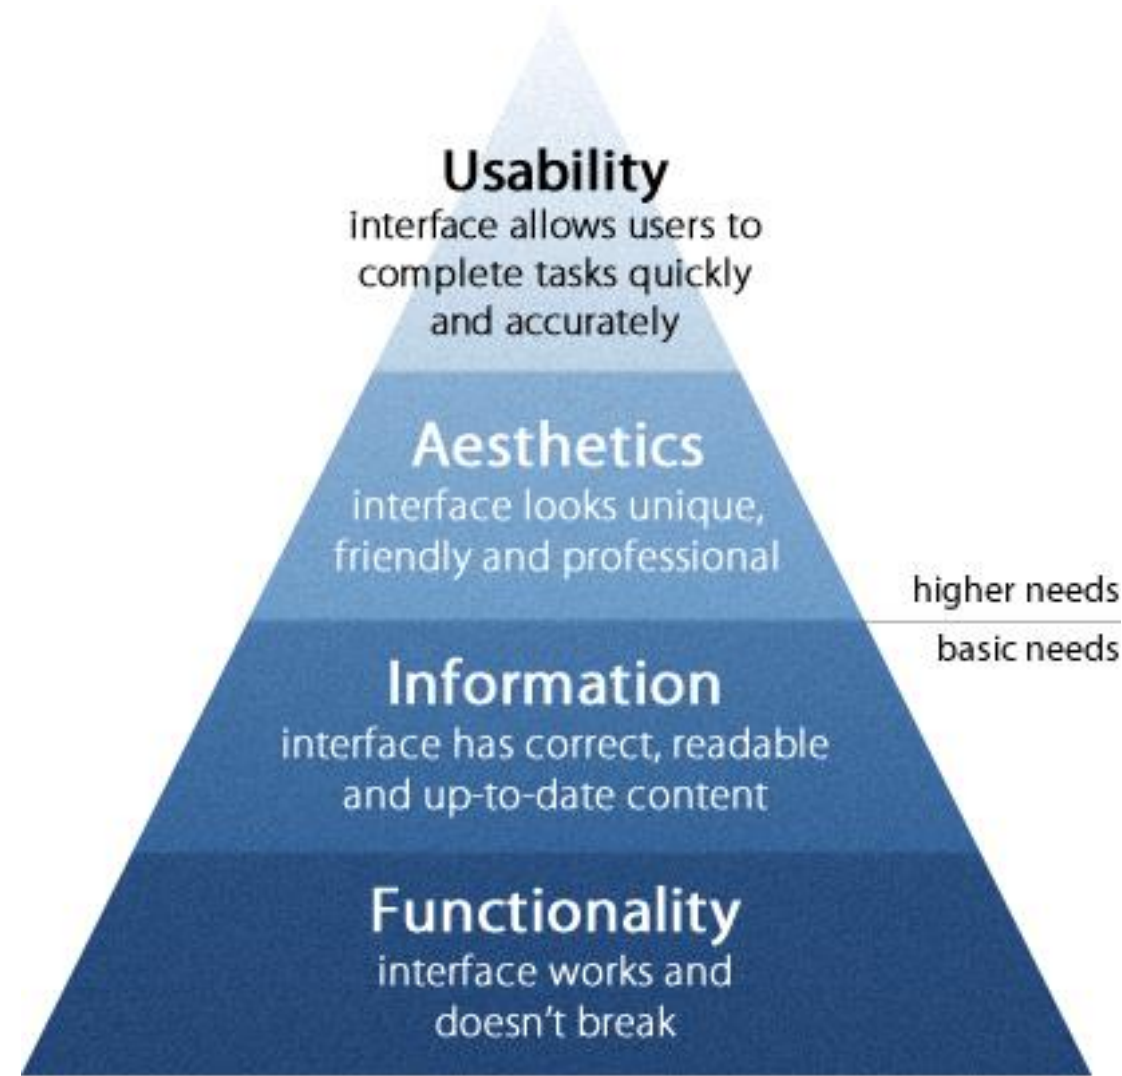 Usability
interface allows users to
complete tasks quickly
and accurately
Aesthetics
interface looks unique,
friendly and professional
higher needs
basic needs
Information
interface has correct, readable
and up-to-date content
Functionality
interface works and
doesn't break